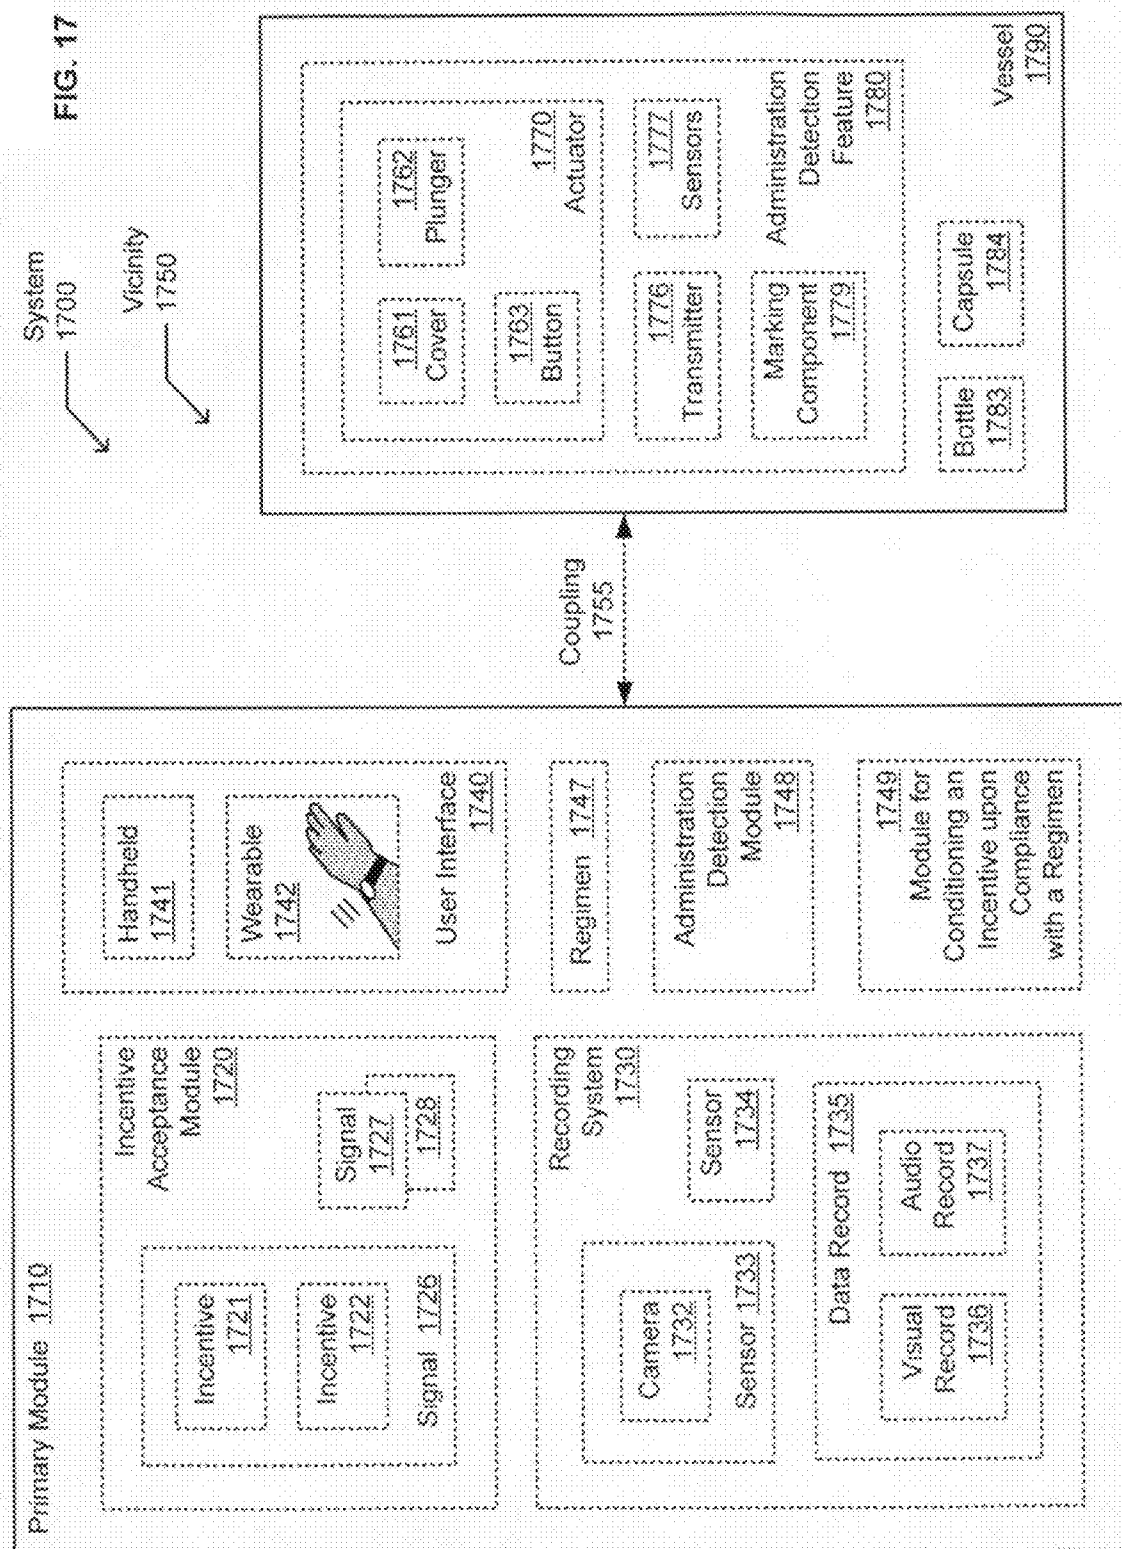 FIG. 17
System
1700
Vicinity
1750
Primary Module 1710
Incentive
Acceptance
Module
1720
Incentive
1721
Incentive
1722
Signal 1726
Signal
1727
1728
Recording
System
1730
Camera
1732
Sensor 1733
Sensor
1734
Data Record 1735
Visual
Record
1736
Audio
Record
1737
Handheld
1741
Wearable
1742
User Interface
1740
Regimen 1747
Administration
Detection
Module
1748
1749
Module for
Conditioning an
Incentive upon
Compliance
with a Regimen
Coupling
1755
1761
Cover
1762
Plunger
1763
Button
1770
Actuator
1776
Transmitter
1777
Sensors
Marking
Component
1779
Administration
Detection
Feature
1780
Bottle
1783
Capsule
1784
Vessel
1790